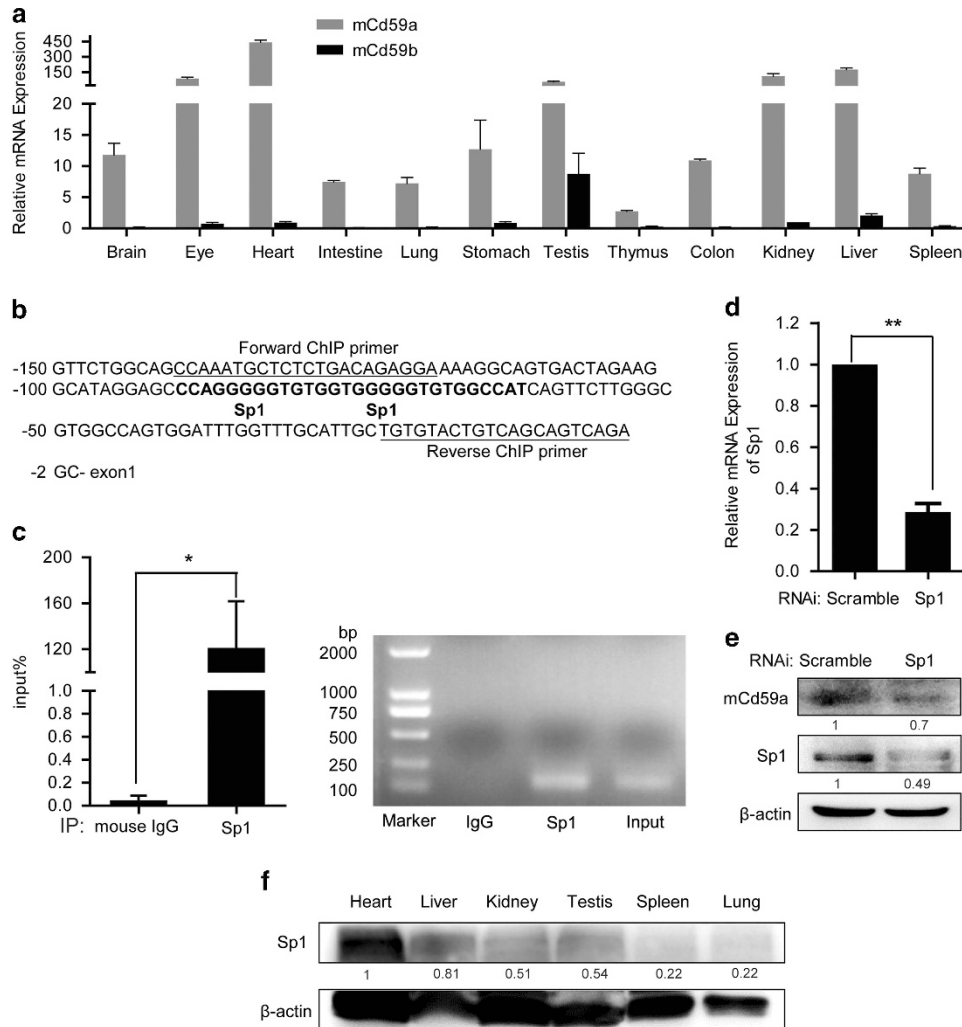 a
mCd59a
mCd59b
Relative mRNA Expression
450
300
150
20
15
10
5
0
Brain Eye Heart Intestine Lung Stomach Testis Thymus Colon Kidney Liver Spleen
b
Forward ChIP primer
-150 GTTCTGGCAGCCAAATGCTCTCTGACAGAGGAAAAGGCAGTGACTAGAAG
-100 GCATAGGAGCCCAGGGGGTGTGGTGGGGGTGTGGCCATCAGTTCTTGGGC
Sp1 Sp1
-50 GTGGCCAGTGGATTTGGTTTGCATTGCTGTGTACTGTCAGCAGTCAGA
Reverse ChIP primer
-2 GC- exon1
c
input%
200
160
120
80
1.0
0.8
0.6
0.4
0.2
0.0
*
IP: mouse IgG Sp1
bp
2000
1000
750
500
250
100
Marker IgG Sp1 Input
d
Relative mRNA Expression
of Sp1
1.2
1.0
0.8
0.6
0.4
0.2
0.0
**
RNAi: Scramble Sp1
e
RNAi: Scramble Sp1
mCd59a
1 0.7
Sp1
1 0.49
β-actin
f
Heart Liver Kidney Testis Spleen Lung
Sp1
1 0.81 0.51 0.54 0.22 0.22
β-actin